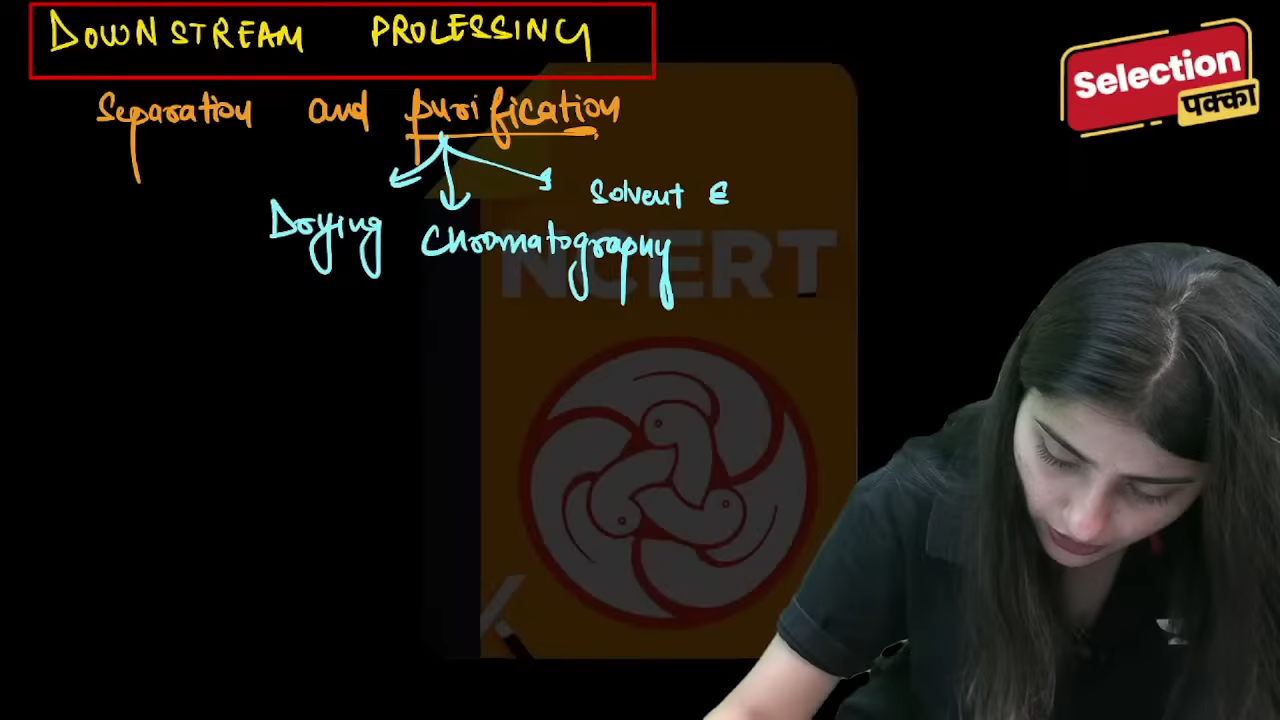 DOWNSTREAM PROCESSING
Selection
पक्का
Separation and purification
Solvent E
Drying Chromatography
NCERT